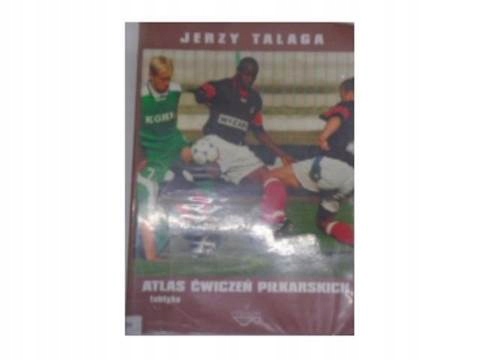 JERZY TALAGA
ATLAS ĆWICZEŃ PIŁKARSKICH
taktyka